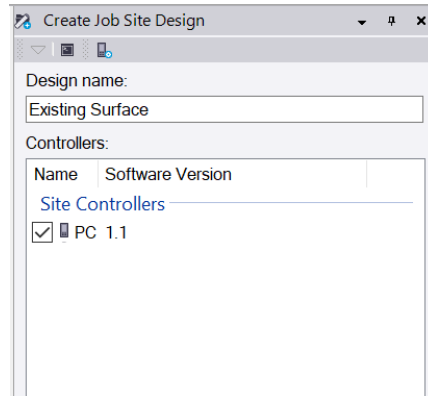 Create Job Site Design
Design name:
Existing Surface
Controllers:
Name Software Version
Site Controllers
PC 1.1